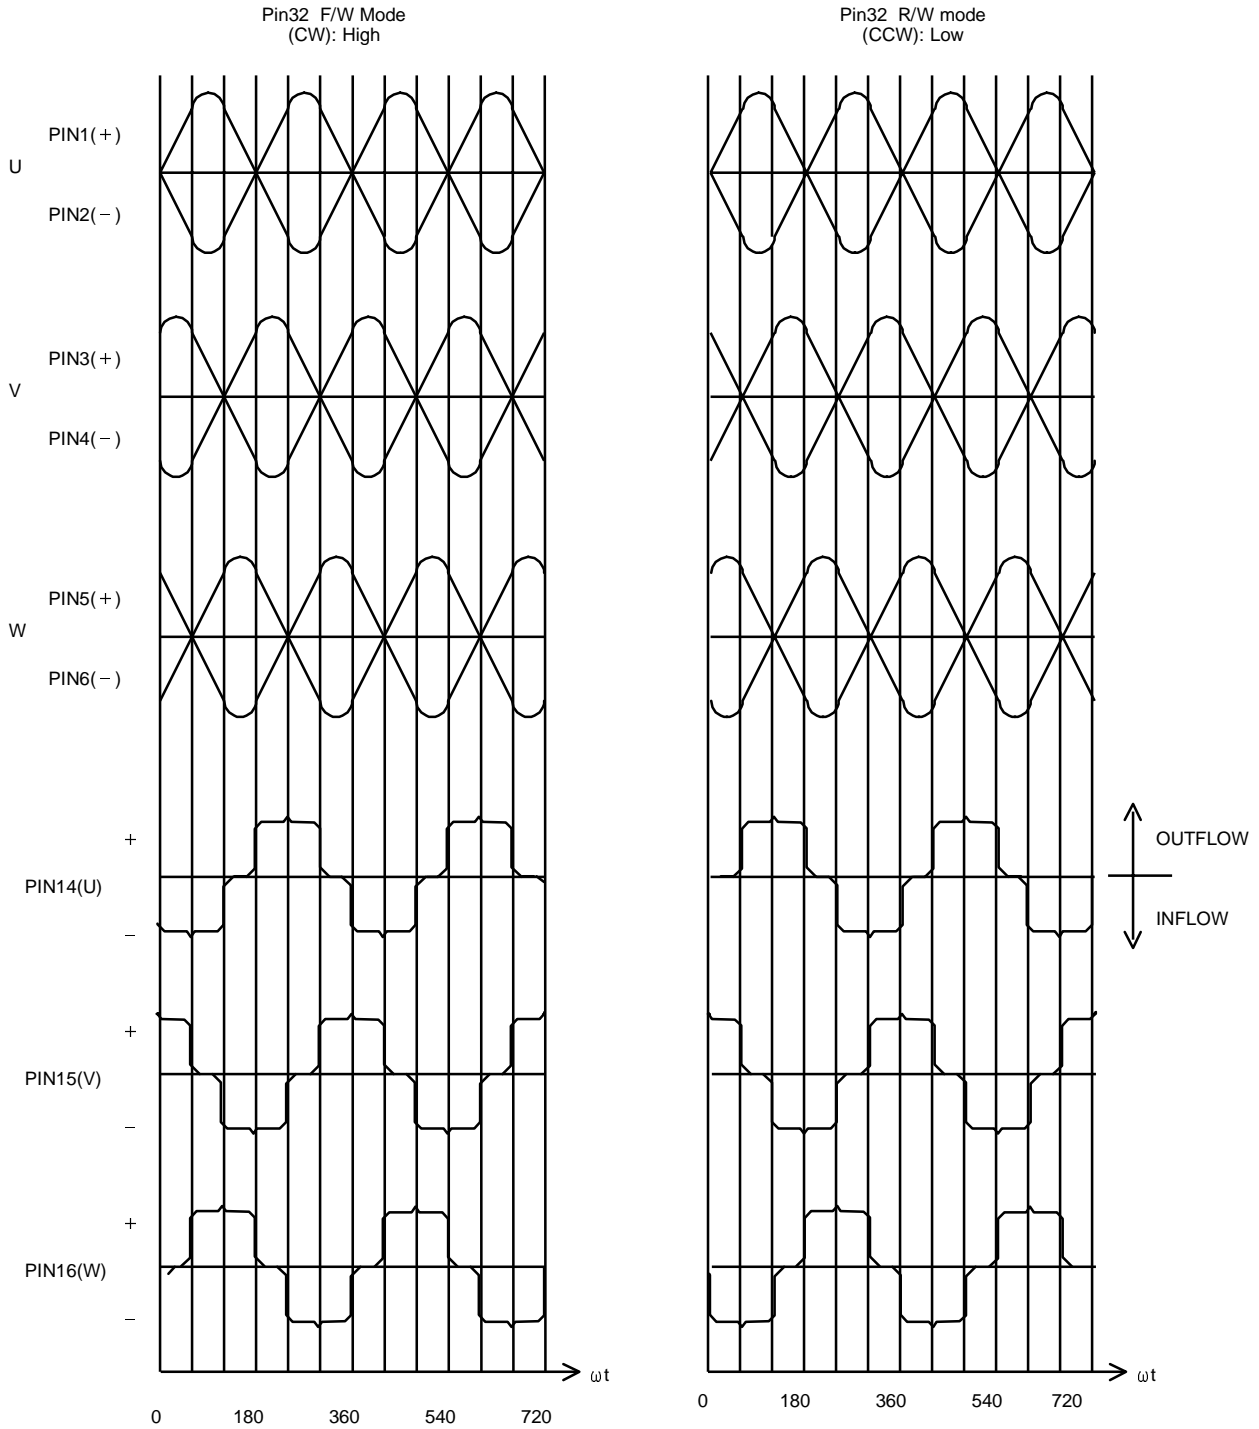 Pin32 F/W Mode
(CW): High
Pin32 R/W mode
(CCW): Low
PIN1(+)
U
PIN2(−)
PIN3(+)
V
PIN4(−)
PIN5(+)
W
PIN6(−)
+
OUTFLOW
PIN14(U)
INFLOW
−
+
PIN15(V)
−
+
PIN16(W)
−
ωt
ωt
0 180 360 540 720
0 180 360 540 720